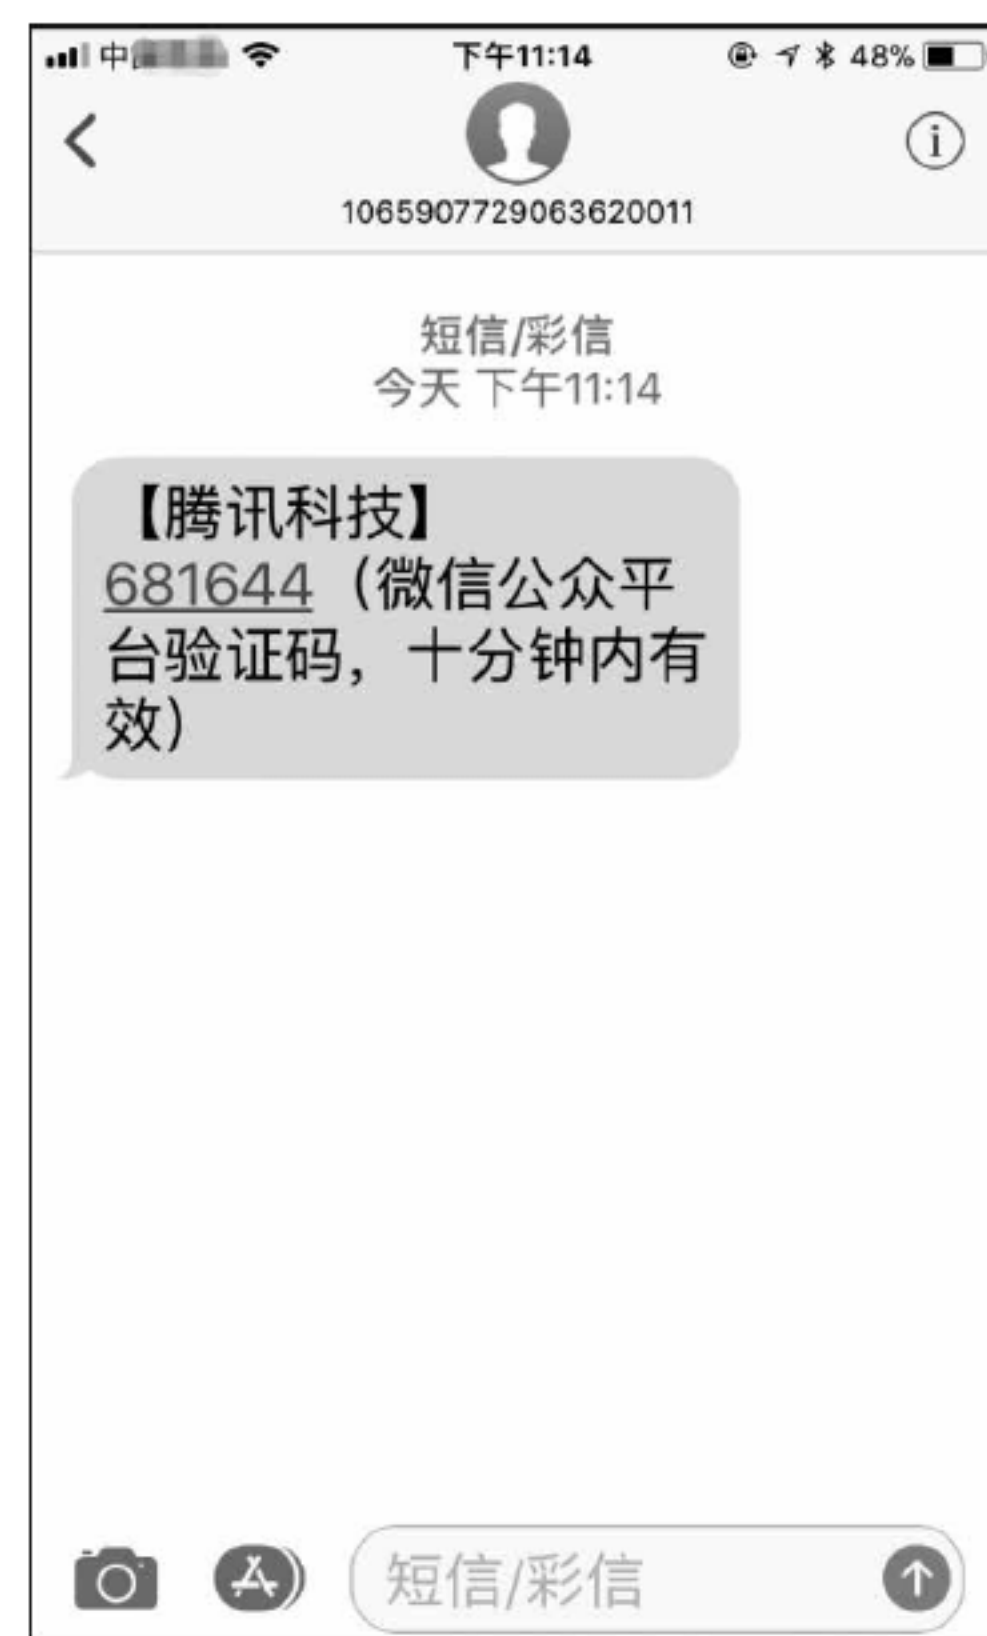 中
下午11:14
48%
1065907729063620011
短信/彩信
今天 下午11:14
【腾讯科技】
681644（微信公众平
台验证码，十分钟内有
效）
短信/彩信